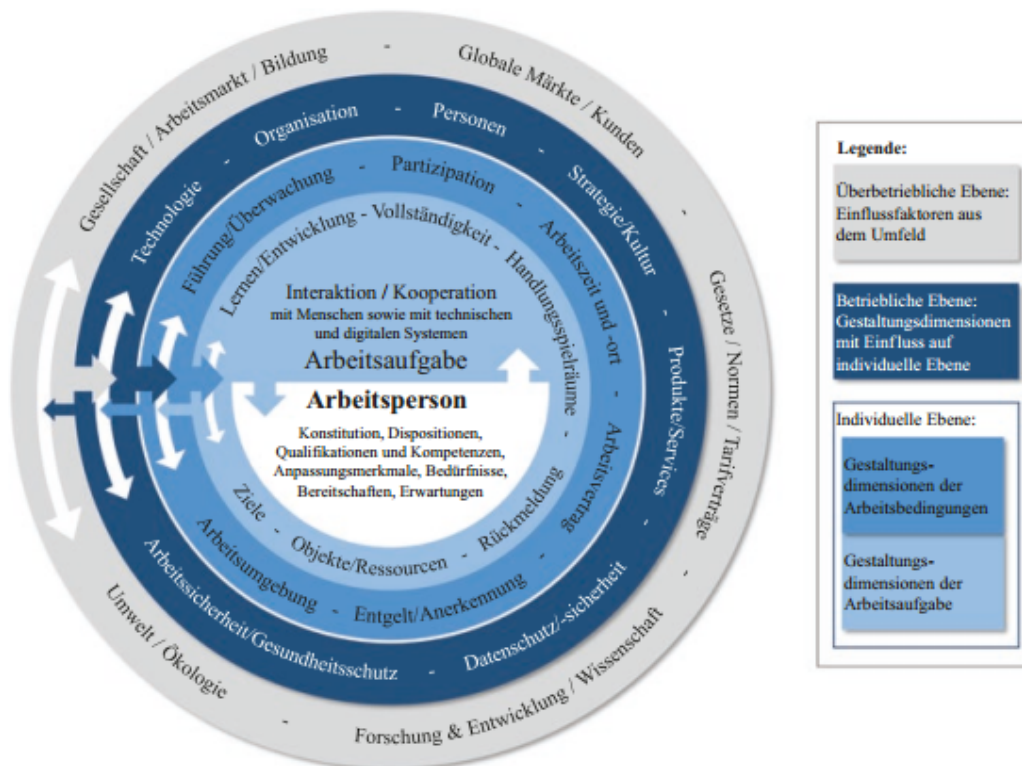 Gesellschaft / Arbeitsmarkt / Bildung - Globale Märkte / Kunden - Gesetze / Normen / Tarifverträge - Forschung & Entwicklung / Wissenschaft - Umwelt / Ökologie
Technologie - Organisation - Personen - Strategie/Kultur - Produkte/Services - Datenschutz/-sicherheit - Arbeitssicherheit/Gesundheitsschutz
Führung/Überwachung - Partizipation - Arbeitszeit und -ort - Arbeitsvertrag - Entgelt/Anerkennung - Arbeitsumgebung
Lernen/Entwicklung - Vollständigkeit - Handlungsspielräume - Rückmeldung - Objekte/Ressourcen - Ziele
Interaktion / Kooperation
mit Menschen sowie mit technischen
und digitalen Systemen
Arbeitsaufgabe
Arbeitsperson
Konstitution, Dispositionen,
Qualifikationen und Kompetenzen,
Anpassungsmerkmale, Bedürfnisse,
Bereitschaften, Erwartungen
Legende:
Überbetriebliche Ebene:
Einflussfaktoren aus
dem Umfeld
Betriebliche Ebene:
Gestaltungsdimensionen
mit Einfluss auf
individuelle Ebene
Individuelle Ebene:
Gestaltungs-
dimensionen der
Arbeitsbedingungen
Gestaltungs-
dimensionen der
Arbeitsaufgabe